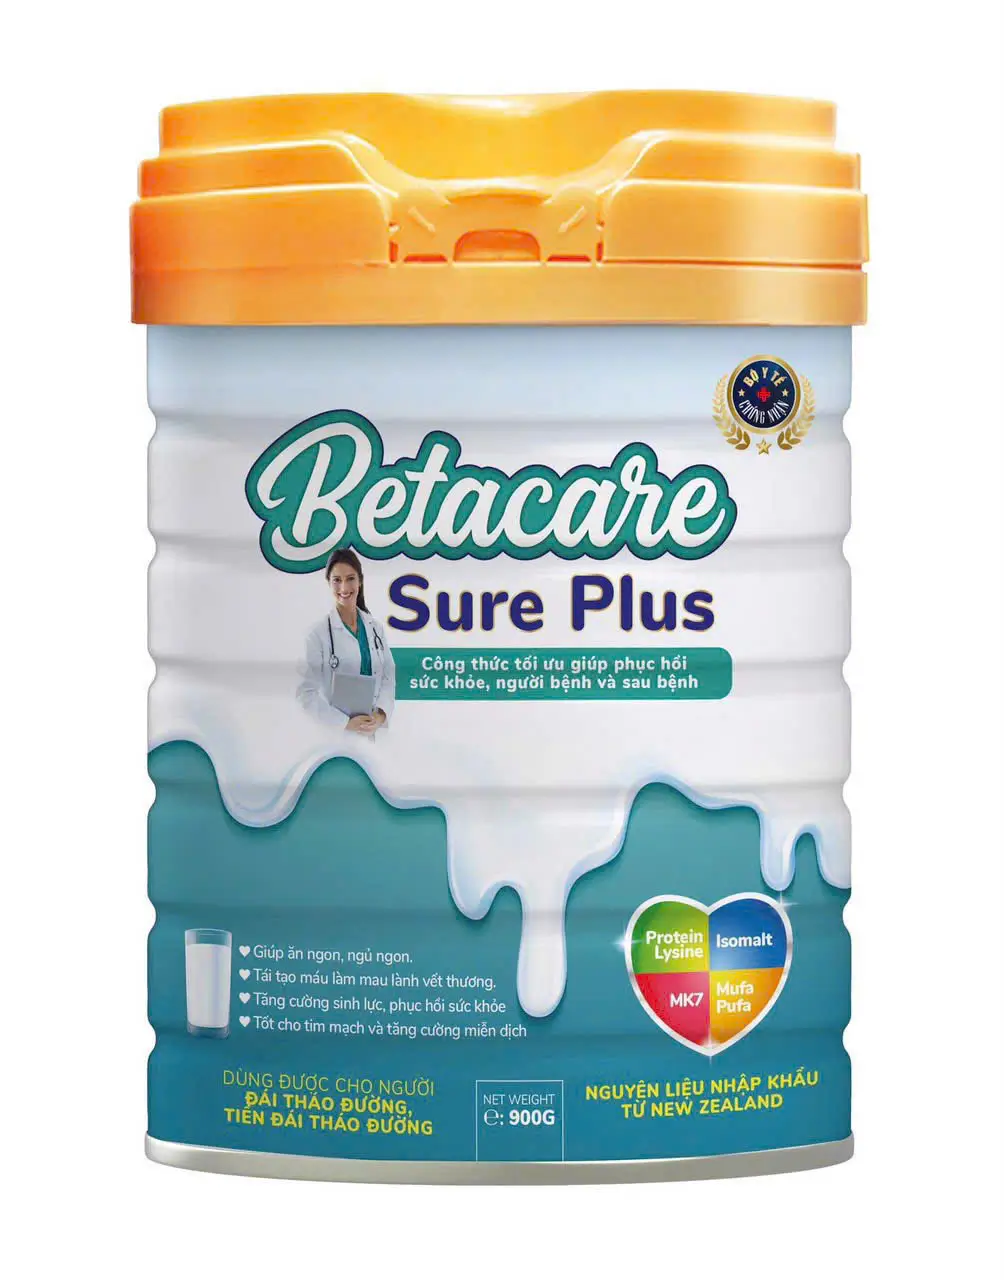 BỘ Y TẾ
CHỨNG NHẬN
Betacare
Sure Plus
Công thức tối ưu giúp phục hồi
sức khỏe, người bệnh và sau bệnh
Protein
Lysine
Isomalt
MK7
Mufa
Pufa
♥ Giúp ăn ngon, ngủ ngon.
♥ Tái tạo máu làm mau lành vết thương.
♥ Tăng cường sinh lực, phục hồi sức khỏe
♥ Tốt cho tim mạch và tăng cường miễn dịch
DÙNG ĐƯỢC CHO NGƯỜI
ĐÁI THÁO ĐƯỜNG,
TIỀN ĐÁI THÁO ĐƯỜNG
NET WEIGHT
℮: 900G
NGUYÊN LIỆU NHẬP KHẨU
TỪ NEW ZEALAND